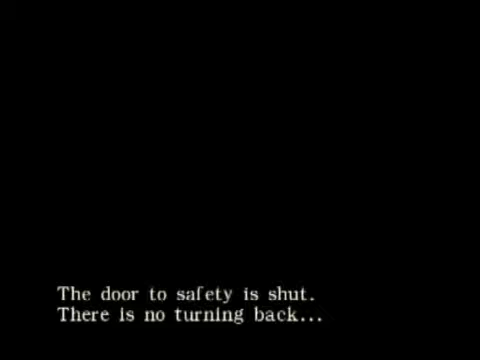 The door to safety is shut.
There is no turning back...